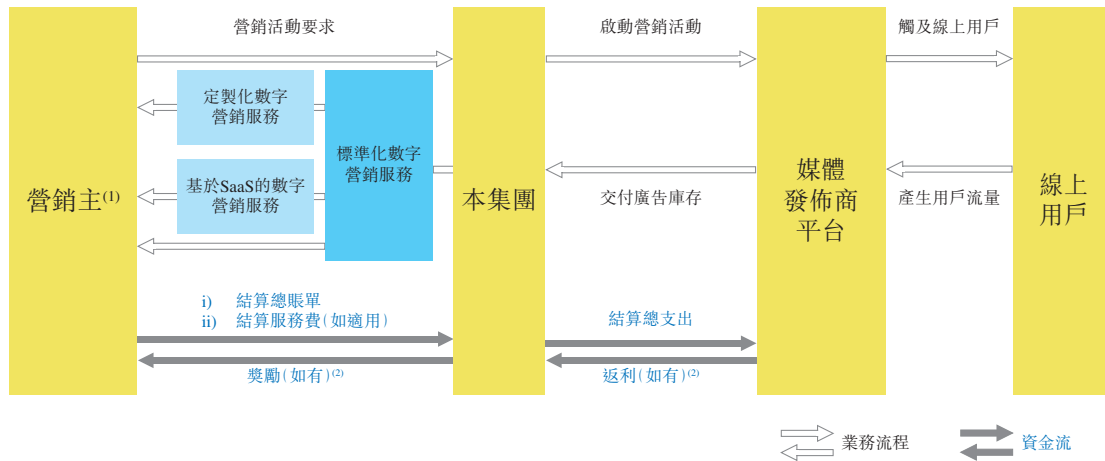 營銷活動要求
啟動營銷活動
觸及線上用戶
定製化數字
營銷服務
標準化數字
營銷服務
基於SaaS的數字
營銷服務
營銷主(1)
本集團
交付廣告庫存
媒體
發佈商
平台
產生用戶流量
線上
用戶
i) 結算總賬單
ii) 結算服務費(如適用)
結算總支出
獎勵(如有)(2)
返利(如有)(2)
業務流程
資金流